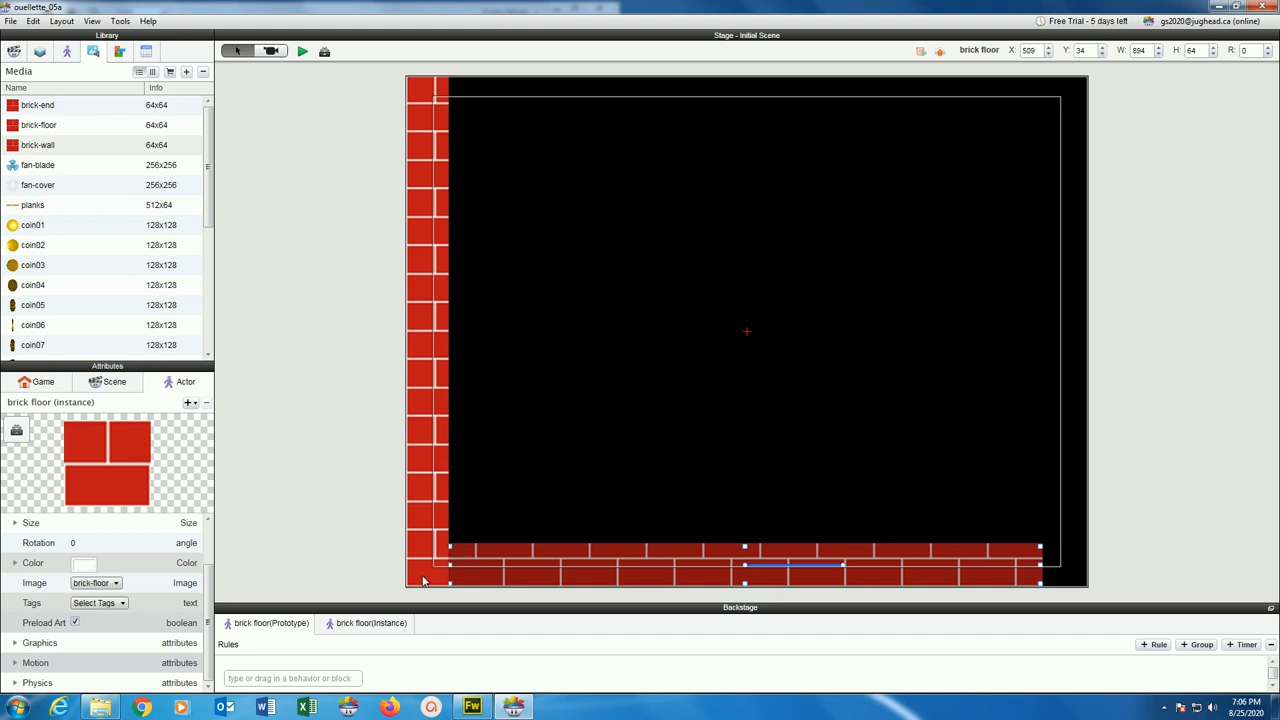 ouellette_05a
File Edit Layout View Tools Help
Free Trial - 5 days left gs2020@jughead.ca (online)
Library
Stage - Initial Scene
brick floor X: 509 Y: 34 W: 894 H: 64 R: 0
Media
Name Info
brick-end 64x64
brick-floor 64x64
brick-wall 64x64
fan-blade 256x256
fan-cover 256x256
planks 512x64
coin01 128x128
coin02 128x128
coin03 128x128
coin04 128x128
coin05 128x128
coin06 128x128
coin07 128x128
Attributes
Game Scene Actor
brick floor (instance)
Size Size
Rotation 0 angle
Color Color
Image brick-floor Image
Tags Select Tags text
Preload Art boolean
Graphics attributes
Motion attributes
Physics attributes
Backstage
brick floor(Prototype) brick floor(Instance)
Rules
+ Rule + Group + Timer
type or drag in a behavior or block
Fw
7:06 PM
8/25/2020